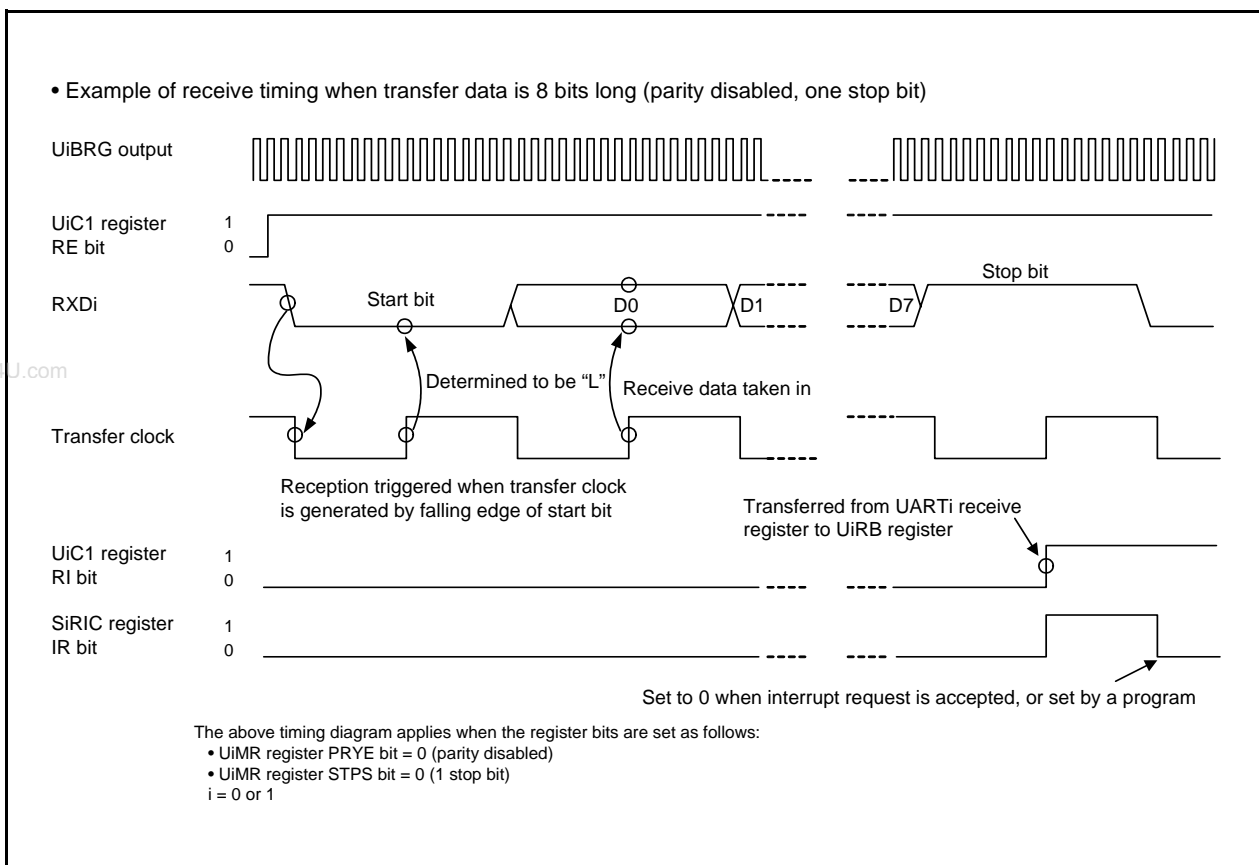 • Example of receive timing when transfer data is 8 bits long (parity disabled, one stop bit)
UiBRG output
UiC1 register
RE bit
1
0
RXDi
Start bit
D0
D1
D7
Stop bit
4U.com
Determined to be “L”
Receive data taken in
Transfer clock
Reception triggered when transfer clock
is generated by falling edge of start bit
Transferred from UARTi receive
register to UiRB register
UiC1 register
RI bit
1
0
SiRIC register
IR bit
1
0
Set to 0 when interrupt request is accepted, or set by a program
The above timing diagram applies when the register bits are set as follows:
• UiMR register PRYE bit = 0 (parity disabled)
• UiMR register STPS bit = 0 (1 stop bit)
i = 0 or 1